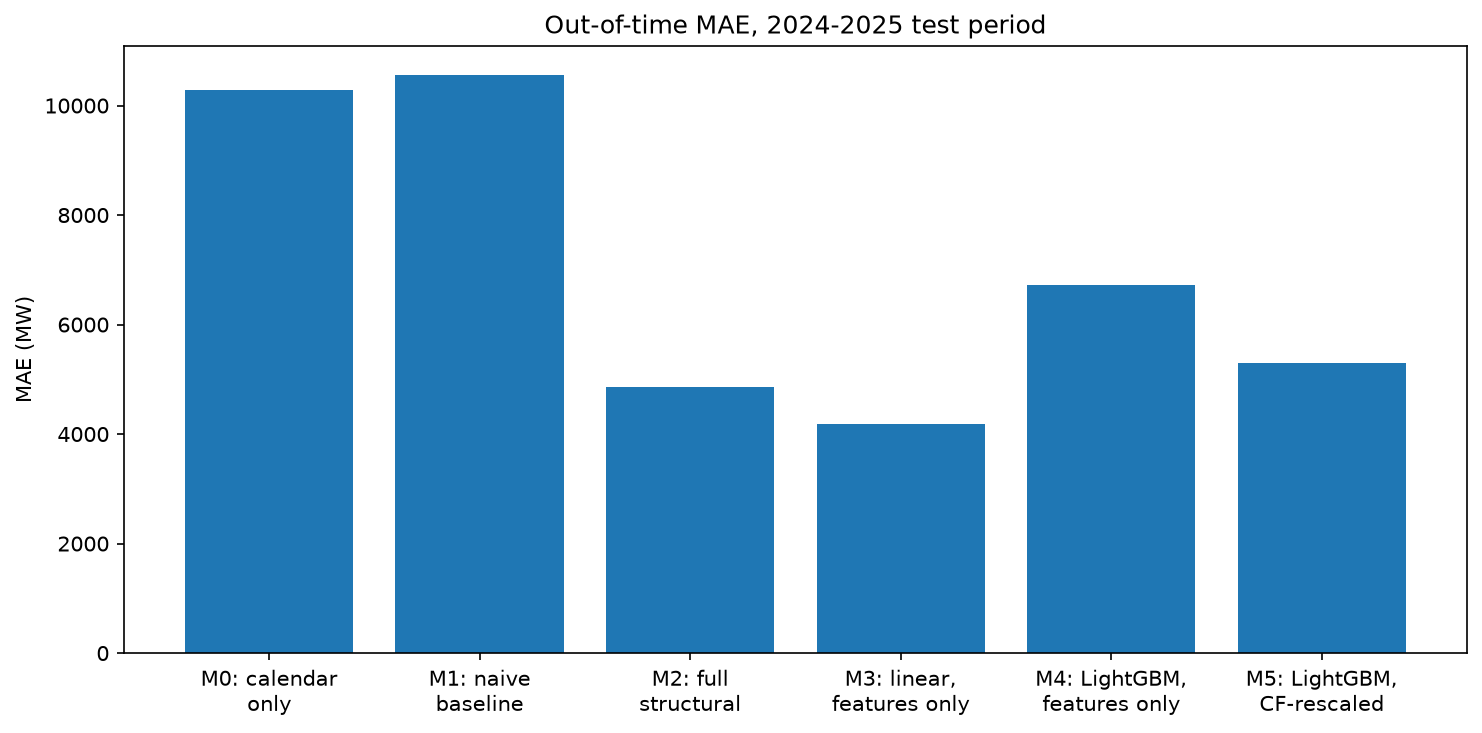 Out-of-time MAE, 2024-2025 test period
MAE (MW)
10000
8000
6000
4000
2000
0
M0: calendar
only
M1: naive
baseline
M2: full
structural
M3: linear,
features only
M4: LightGBM,
features only
M5: LightGBM,
CF-rescaled